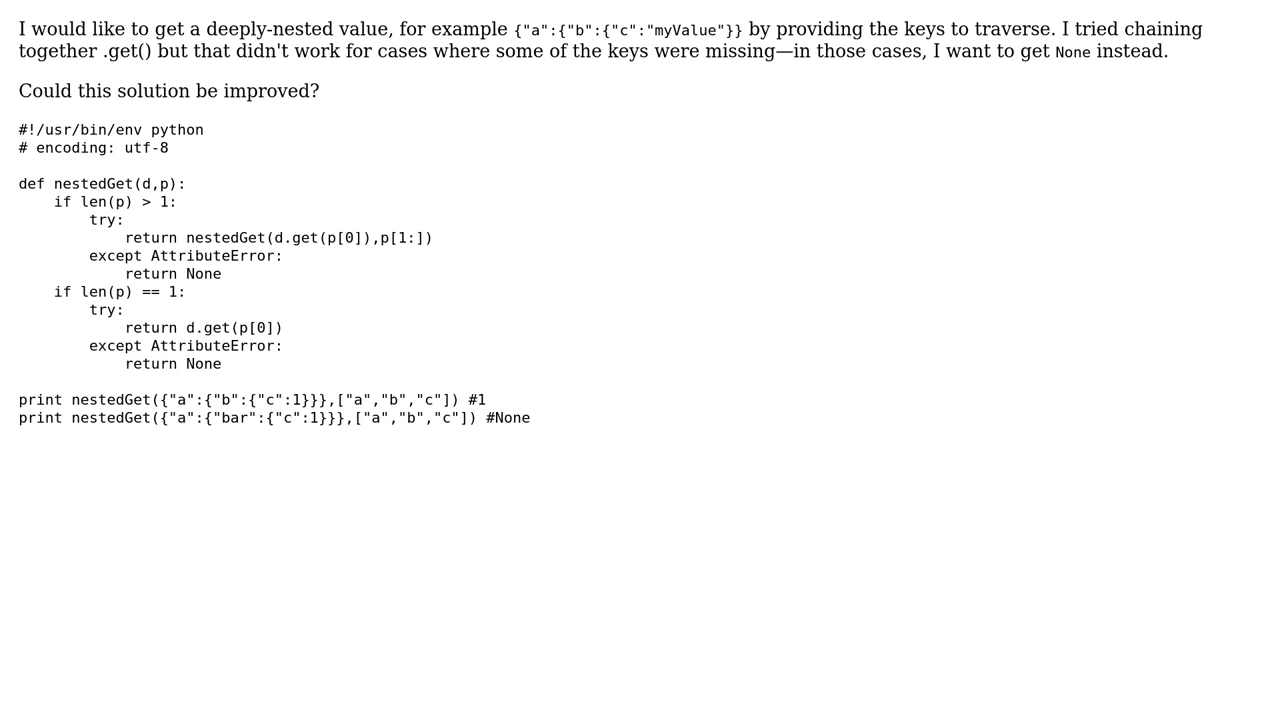 I would like to get a deeply-nested value, for example {"a":{"b":{"c":"myValue"}} by providing the keys to traverse. I tried chaining
together .get() but that didn't work for cases where some of the keys were missing—in those cases, I want to get None instead.
Could this solution be improved?
#!/usr/bin/env python
# encoding: utf-8
def nestedGet(d,p):
    if len(p) > 1:
        try:
            return nestedGet(d.get(p[0]),p[1:])
        except AttributeError:
            return None
    if len(p) == 1:
        try:
            return d.get(p[0])
        except AttributeError:
            return None
print nestedGet({"a":{"b":{"c":1}}},["a","b","c"]) #1
print nestedGet({"a":{"bar":{"c":1}}},["a","b","c"]) #None